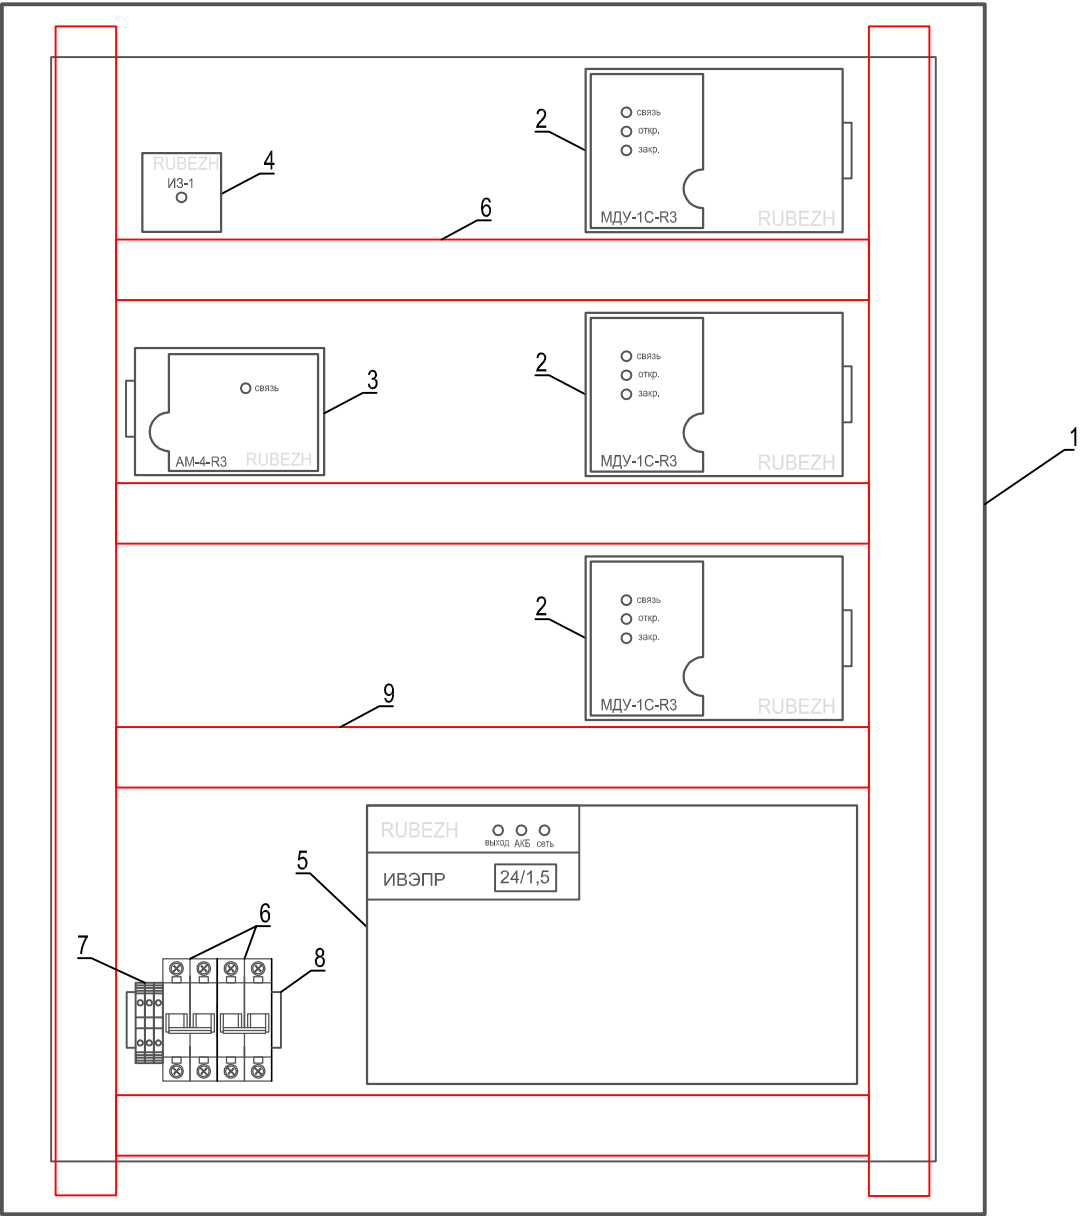 2
связь
откр.
закр.
МДУ-1С-R3
RUBEZH
RUBEZH
ИЗ-1
4
6
2
связь
откр.
закр.
МДУ-1С-R3
RUBEZH
3
связь
АМ-4-R3
RUBEZH
1
2
связь
откр.
закр.
МДУ-1С-R3
RUBEZH
9
5
RUBEZH
выход АКБ сеть
ИВЭПР
24/1,5
6
7
8